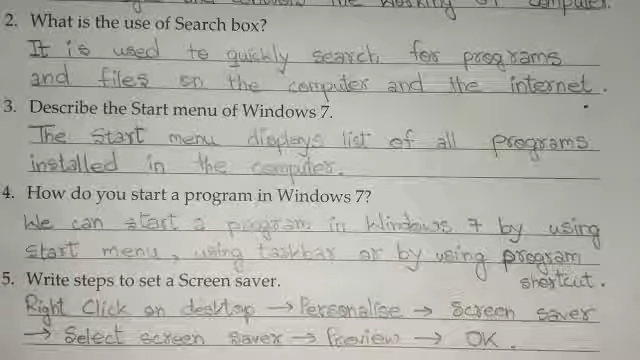 the working of computer.
2. What is the use of Search box?
It is used to quickly search for programs
and files on the computer and the internet.
3. Describe the Start menu of Windows 7.
The start menu displays list of all programs
installed in the computer.
4. How do you start a program in Windows 7?
We can start a program in Windows 7 by using
start menu, using taskbar or by using program
shortcut.
5. Write steps to set a Screen saver.
Right Click on desktop → Personalise → Screen saver
→ Select screen saver → Preview → OK.